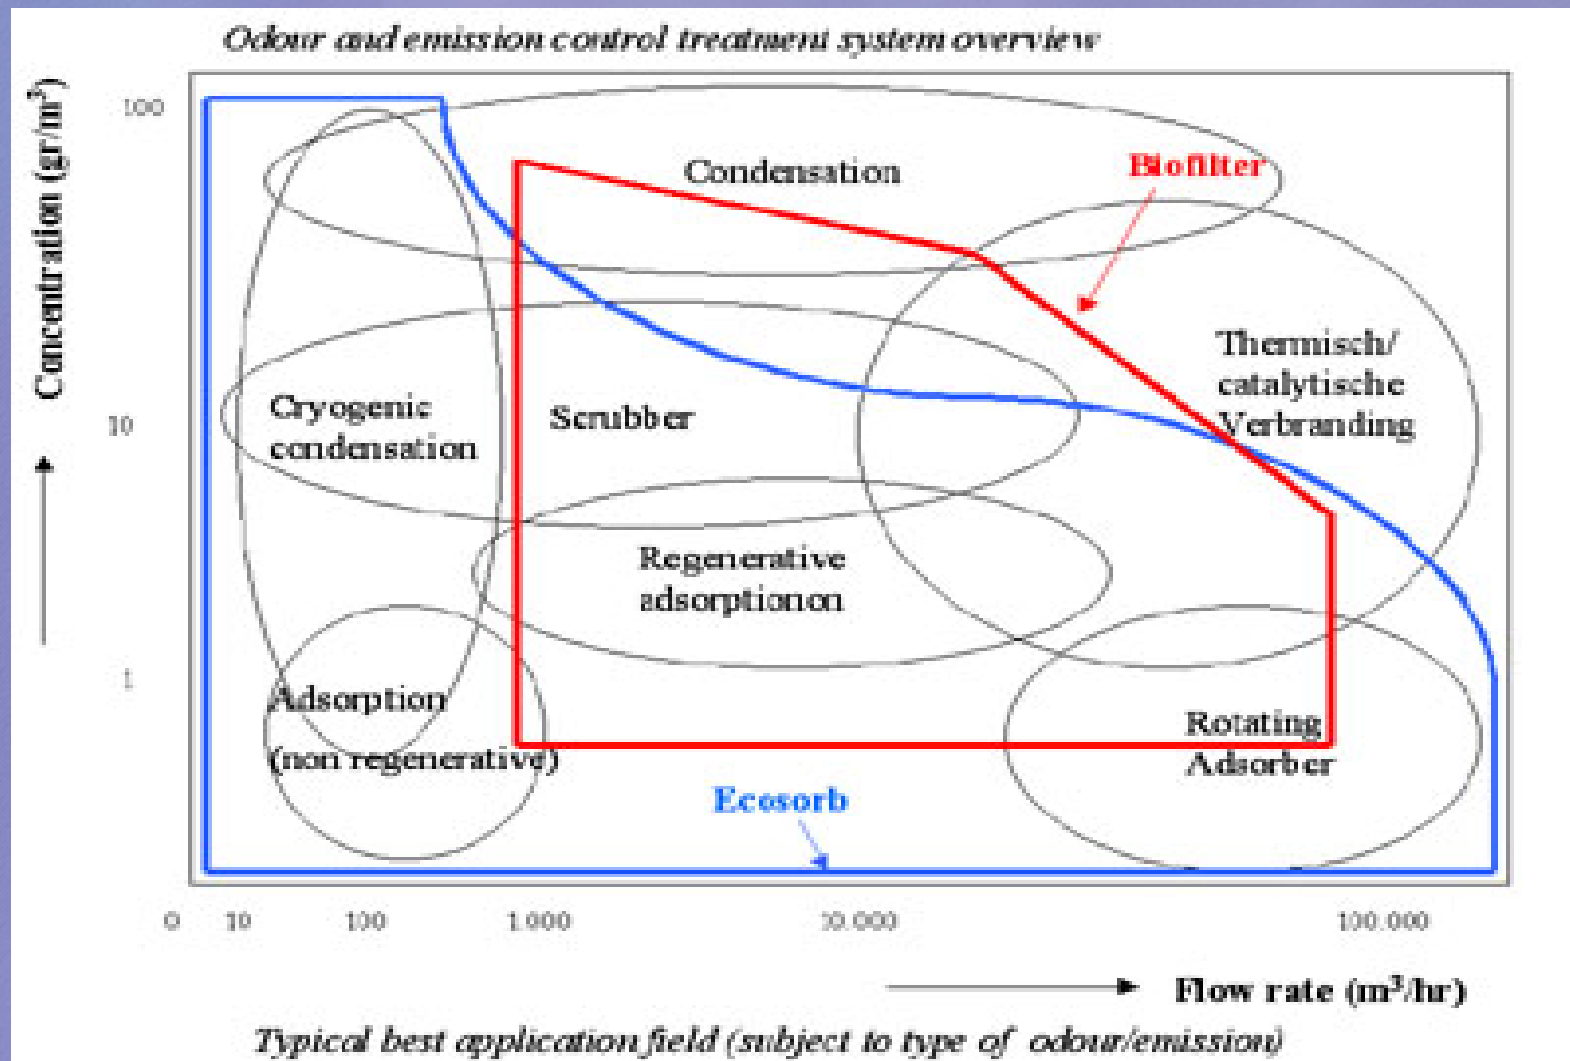 Odour and emission control treatment system overview
Concentration (gr/m³)
100
10
1
Condensation
Biofilter
Thermisch/
catalytische
Verbranding
Cryogenic
condensation
Scrubber
Regenerative
adsorptionon
Adsorption
(non regenerative)
Rotating
Adsorber
Ecosorb
0 10 100 1.000 10.000 100.000
Flow rate (m³/hr)
Typical best application field (subject to type of odour/emission)